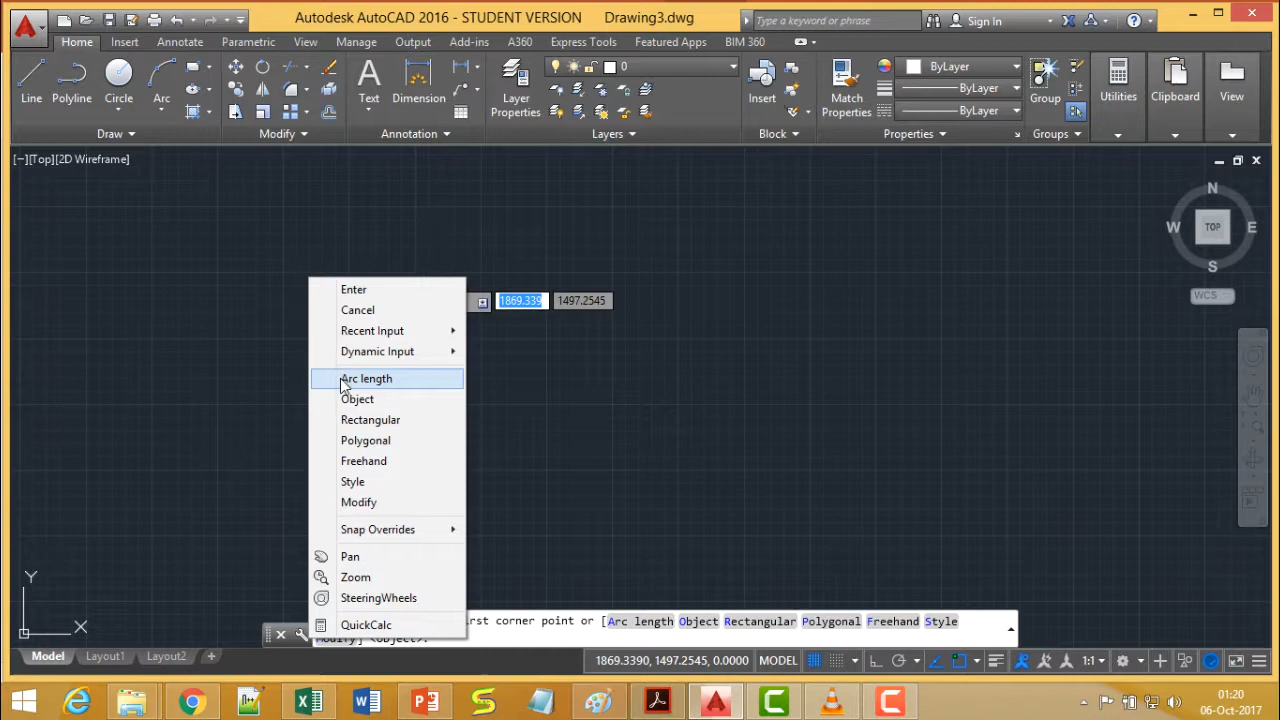 Autodesk AutoCAD 2016 - STUDENT VERSION Drawing3.dwg
Type a keyword or phrase
Sign In
Home Insert Annotate Parametric View Manage Output Add-ins A360 Express Tools Featured Apps BIM 360
0
ByLayer
ByLayer
ByLayer
Line Polyline Circle Arc Text Dimension Layer Properties Insert Match Properties Group Utilities Clipboard View
Draw Modify Annotation Layers Block Properties Groups
[−][Top][2D Wireframe]
N
W TOP E
S
WCS
Enter
1869.339 1497.2545
Cancel
Recent Input
Dynamic Input
Arc length
Object
Rectangular
Polygonal
Freehand
Style
Modify
Snap Overrides
Pan
Zoom
SteeringWheels
QuickCalc
Y
X
irst corner point or [Arc length Object Rectangular Polygonal Freehand Style
Modify] <Object>:
Model Layout1 Layout2 +
1869.3390, 1497.2545, 0.0000 MODEL 1:1
01:20
06-Oct-2017